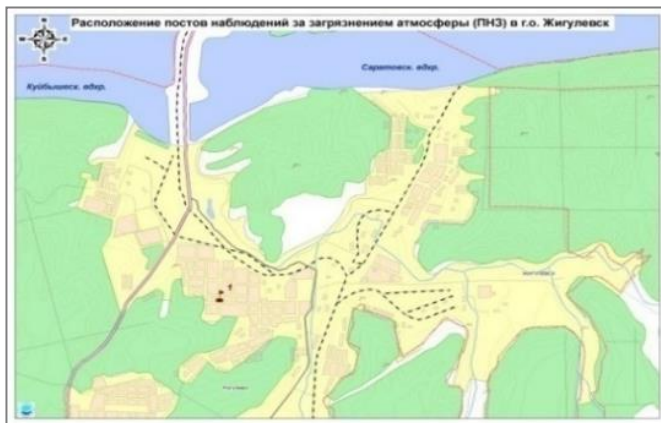 Расположение постов наблюдений за загрязнением атмосферы (ПНЗ) в г.о. Жигулевск
Саратовск. вдхр.
Куйбышевск. вдхр.